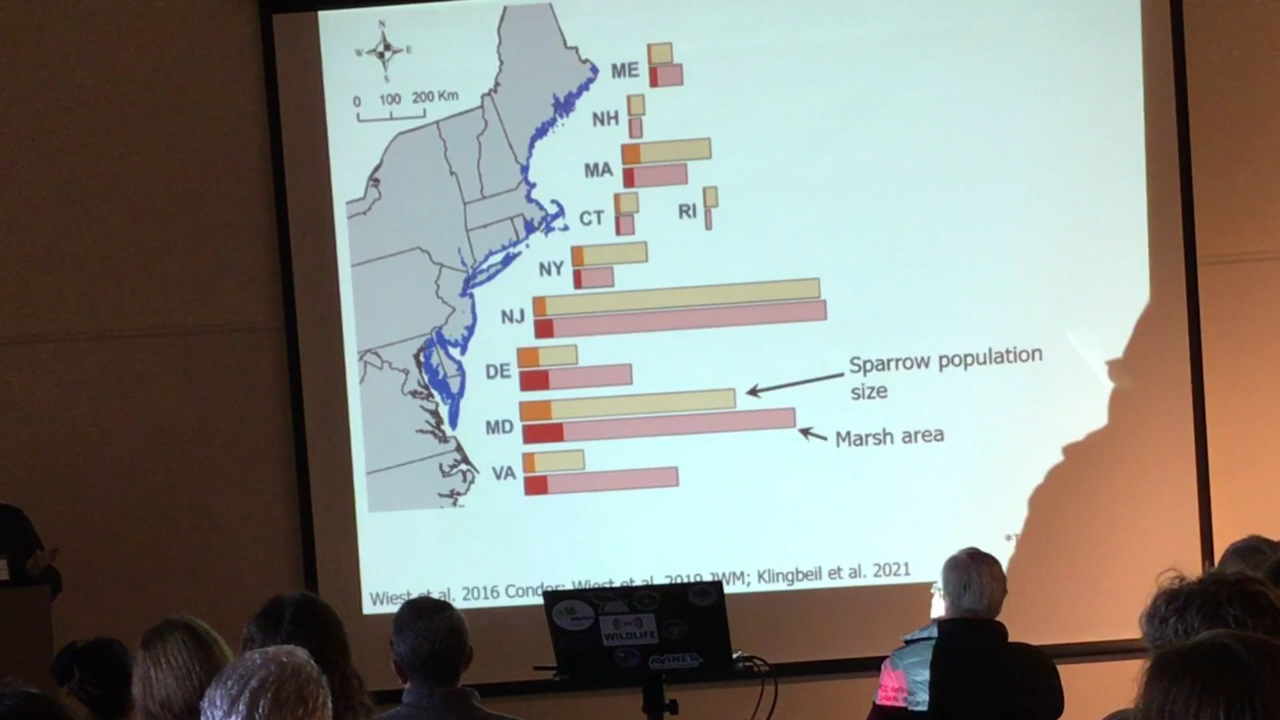 N
W E
S
0 100 200 Km
ME
NH
MA
CT RI
NY
NJ
DE
MD
VA
Sparrow population
size
Marsh area
Wiest et al. 2016 Condor; Wiest et al. 2019 JWM; Klingbeil et al. 2021
WILDLIFE